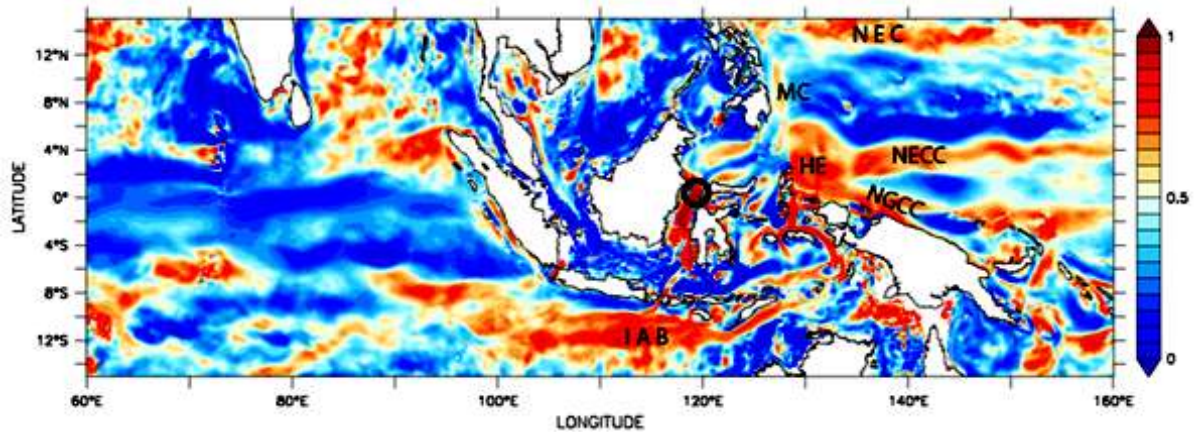 12°N
8°N
4°N
0°
4°S
8°S
12°S
LATITUDE
NEC
MC
HE
NECC
NGCC
IAB
60°E
80°E
100°E
120°E
140°E
160°E
LONGITUDE
1
0.5
0